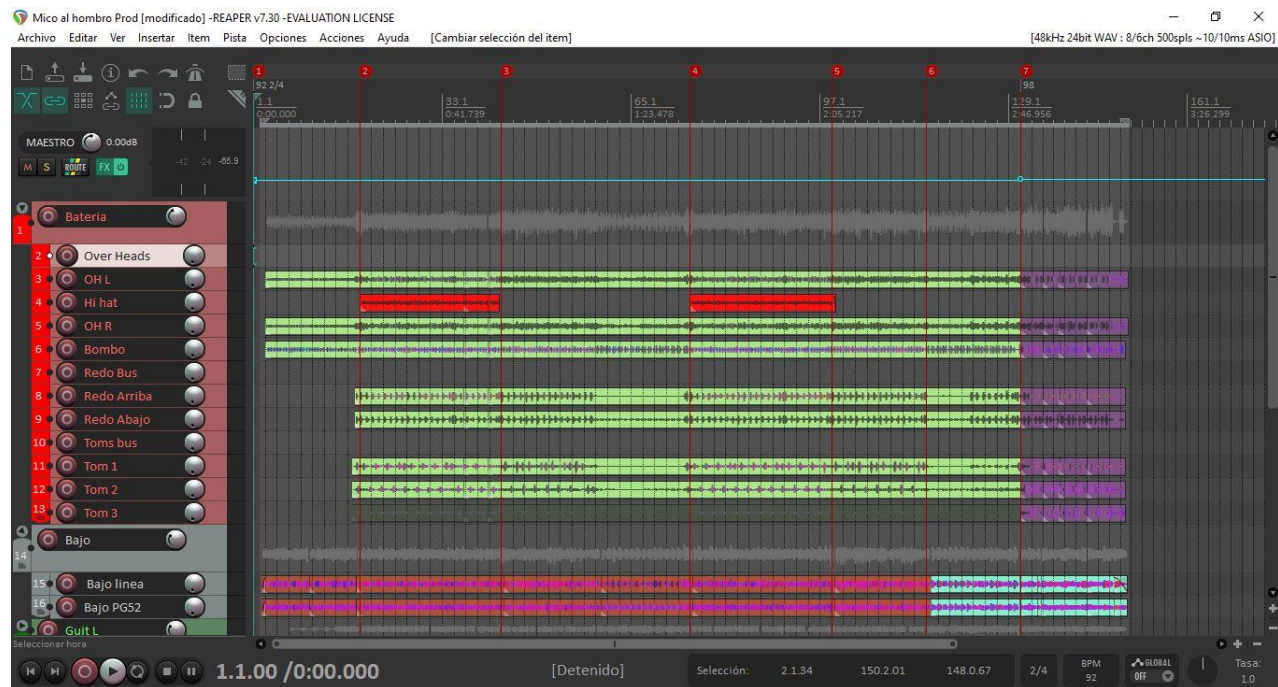 Mico al hombro Prod [modificado] -REAPER v7.30 -EVALUATION LICENSE
Archivo Editar Ver Insertar Item Pista Opciones Acciones Ayuda [Cambiar selección del item] [48kHz 24bit WAV : 8/6ch 500spls ~10/10ms ASIO]
1 2 3 4 5 6 7
92 2/4 98
1.1 33.1 65.1 97.1 129.1 161.1
0:00.000 0:41.739 1:23.478 2:05.217 2:46.956 3:26.299
MAESTRO 0.00dB
M S ROUTE FX -42 -24 -65.9
1 Bateria
2 Over Heads
3 OH L
4 Hi hat
5 OH R
6 Bombo
7 Redo Bus
8 Redo Arriba
9 Redo Abajo
10 Toms bus
11 Tom 1
12 Tom 2
13 Tom 3
14 Bajo
15 Bajo linea
16 Bajo PG52
Guit L
Seleccionar hora
1.1.00 /0:00.000 [Detenido] Selección: 2.1.34 150.2.01 148.0.67 2/4 BPM 92 GLOBAL OFF Tasa: 1.0